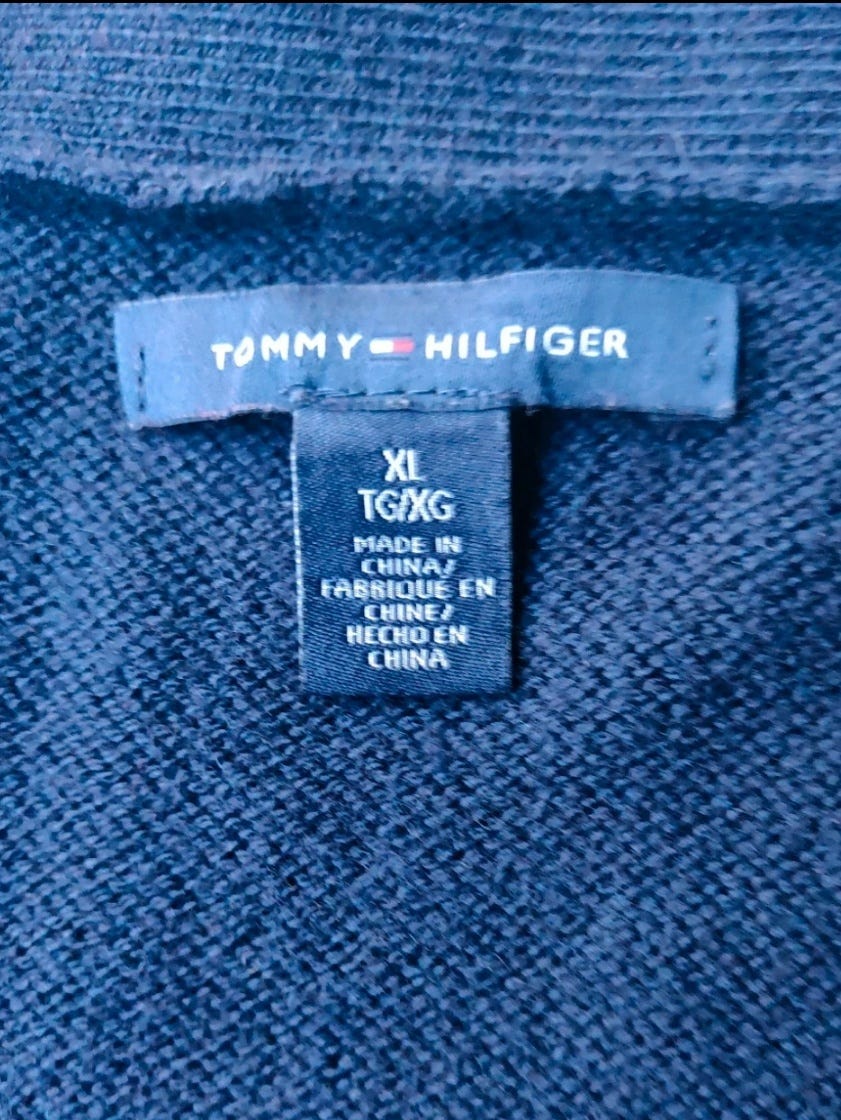 TOMMY HILFIGER
XL
TG/XG
MADE IN
CHINA/
FABRIQUE EN
CHINE/
HECHO EN
CHINA